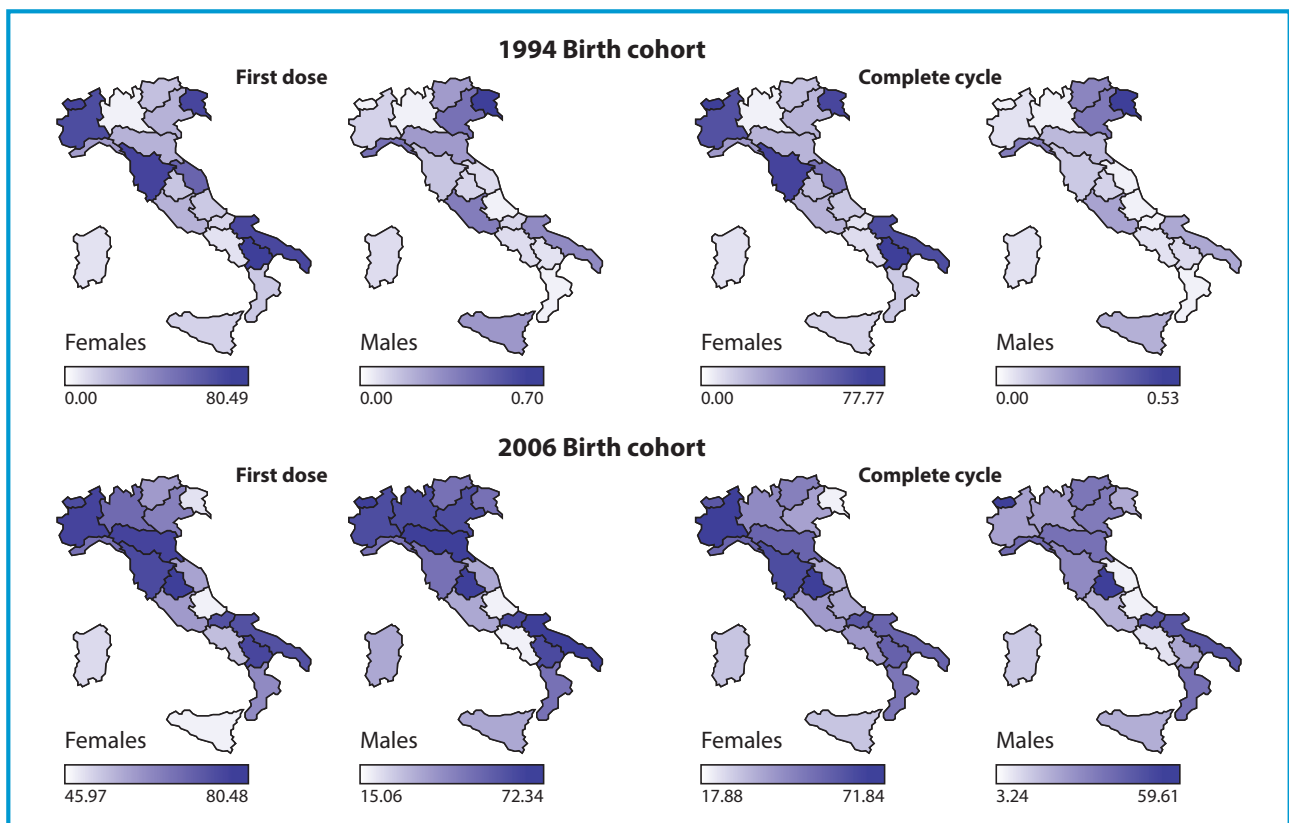 1994 Birth cohort
First dose
Complete cycle
Females
0.00 80.49
Males
0.00 0.70
Females
0.00 77.77
Males
0.00 0.53
2006 Birth cohort
First dose
Complete cycle
Females
45.97 80.48
Males
15.06 72.34
Females
17.88 71.84
Males
3.24 59.61